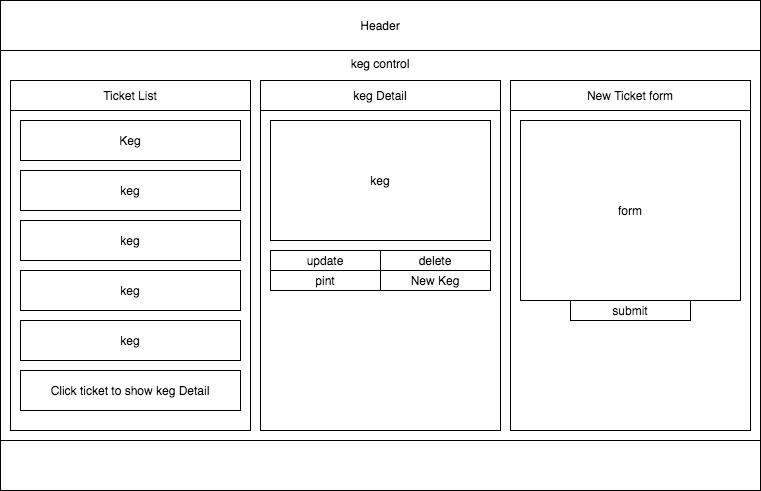 Header
keg control
Ticket List
Keg
keg
keg
keg
keg
Click ticket to show keg Detail
keg Detail
keg
update
delete
pint
New Keg
New Ticket form
form
submit